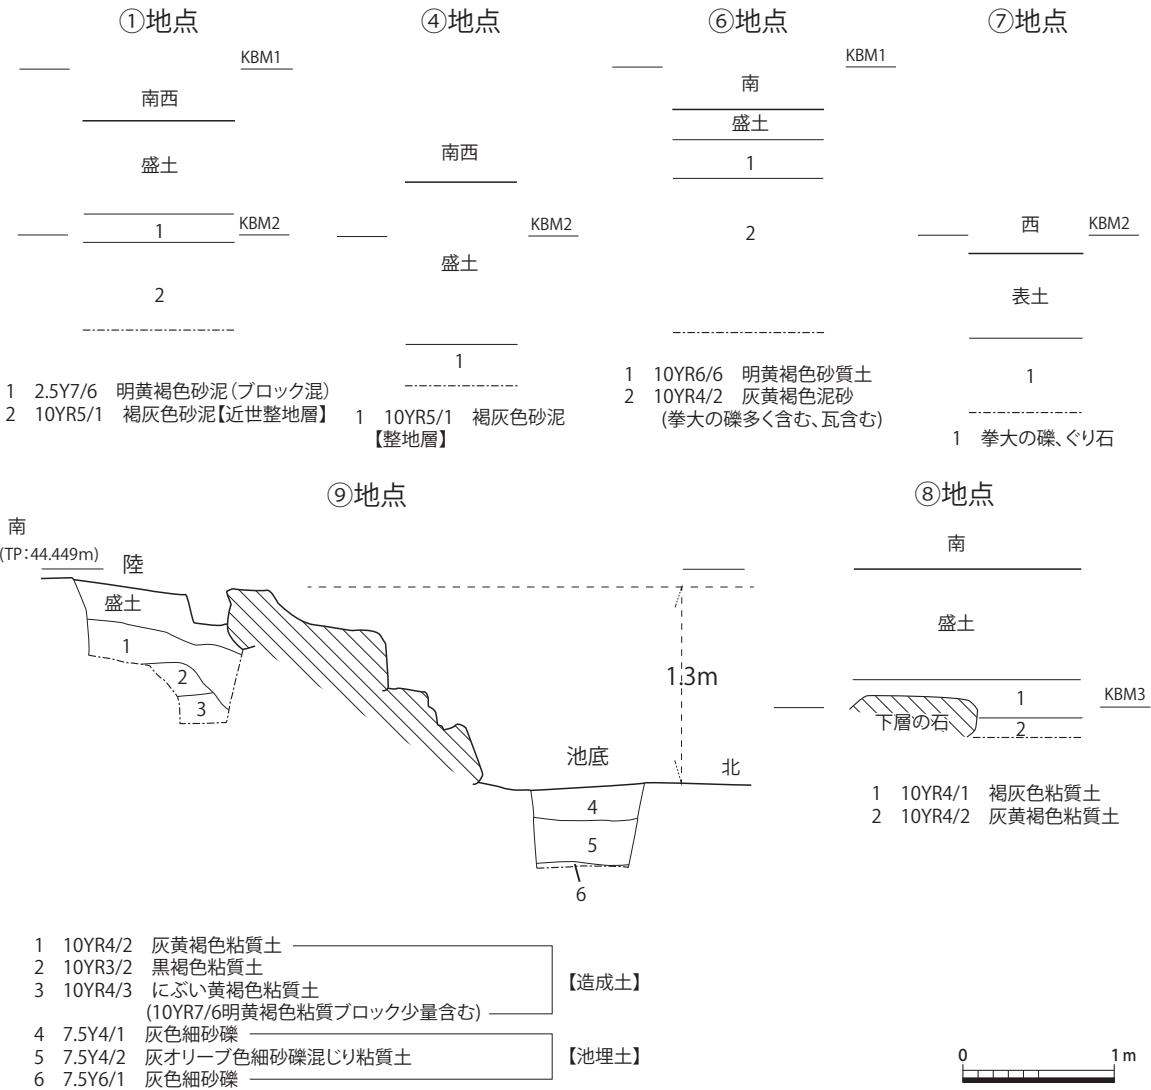 ①地点
KBM1
南西
盛土
1
KBM2
2
1 2.5Y7/6 明黄褐色砂泥(ブロック混)
2 10YR5/1 褐灰色砂泥【近世整地層】
④地点
南西
KBM2
盛土
1
1 10YR5/1 褐灰色砂泥
【整地層】
⑥地点
KBM1
南
盛土
1
2
1 10YR6/6 明黄褐色砂質土
2 10YR4/2 灰黄褐色泥砂
(拳大の礫多く含む、瓦含む)
⑦地点
西
KBM2
表土
1
1 拳大の礫、ぐり石
⑨地点
南
(TP:44.449m)
陸
盛土
1
2
3
1.3m
池底
北
4
5
6
1 10YR4/2 灰黄褐色粘質土
2 10YR3/2 黒褐色粘質土
3 10YR4/3 にぶい黄褐色粘質土
(10YR7/6明黄褐色粘質ブロック少量含む)
【造成土】
4 7.5Y4/1 灰色細砂礫
5 7.5Y4/2 灰オリーブ色細砂礫混じり粘質土
6 7.5Y6/1 灰色細砂礫
【池埋土】
⑧地点
南
盛土
1
KBM3
下層の石
2
1 10YR4/1 褐灰色粘質土
2 10YR4/2 灰黄褐色粘質土
0 1m